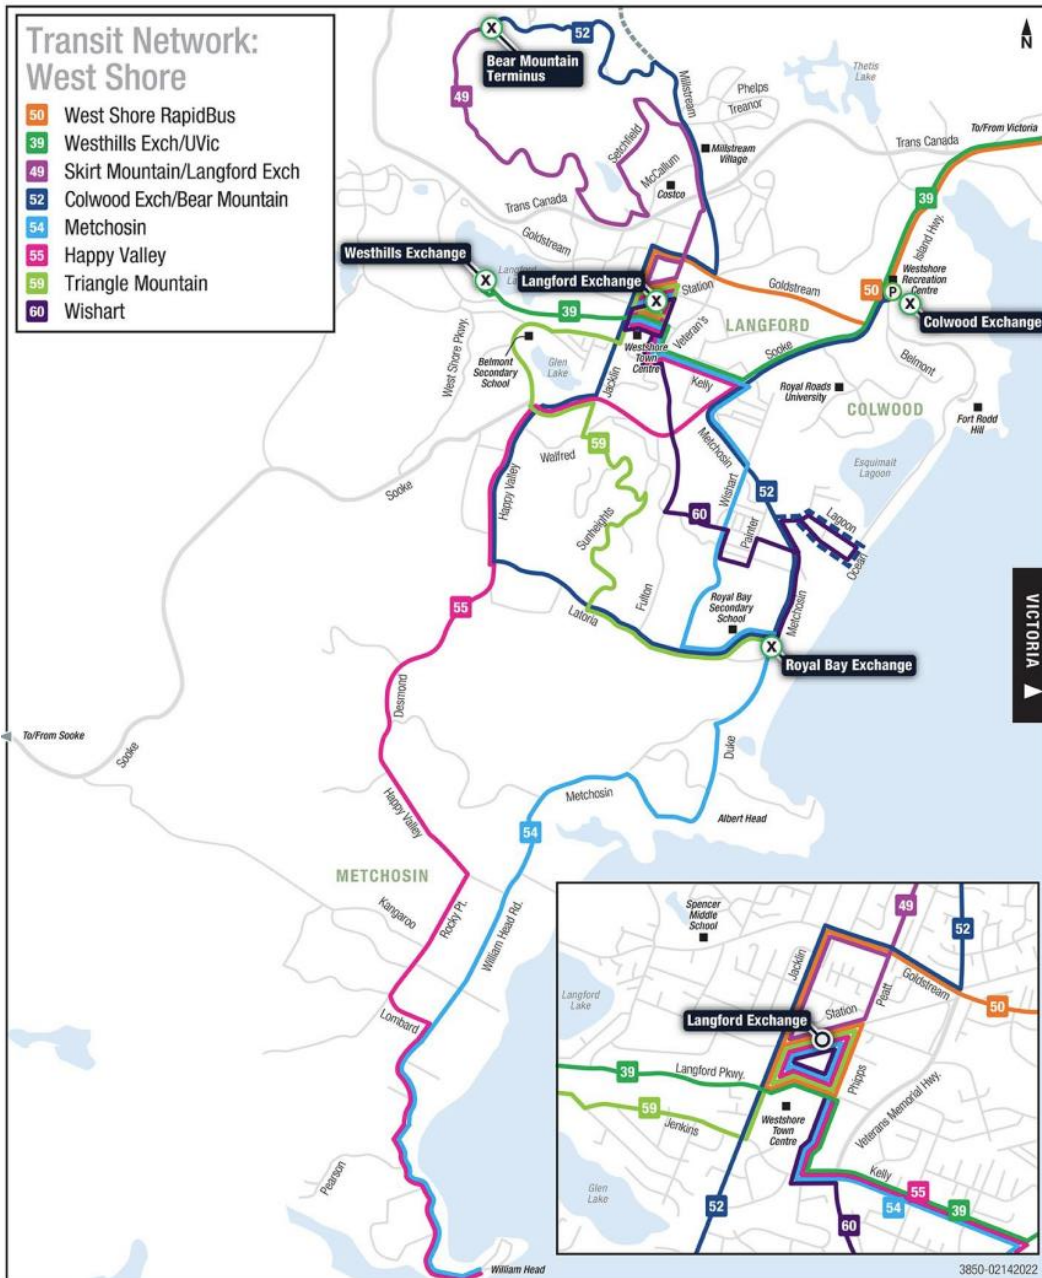 Transit Network:
West Shore
50 West Shore RapidBus
39 Westhills Exch/UVic
49 Skirt Mountain/Langford Exch
52 Colwood Exch/Bear Mountain
54 Metchosin
55 Happy Valley
59 Triangle Mountain
60 Wishart
N
X
Bear Mountain
Terminus
52
49
Millstream
Thetis
Lake
Phelps
Treanor
To/From Victoria
Trans Canada
Setchfield
McCallum
Millstream
Village
Costco
Trans Canada
39
Goldstream
Island Hwy.
Westhills Exchange
X
Langford
Lake
Langford Exchange
X
Station
Goldstream
50
Westshore
Recreation
Centre
P
X
Colwood Exchange
39
LANGFORD
Veteran's
Sooke
West Shore Pkwy.
Belmont
Secondary
School
Glen
Lake
Westshore
Town
Centre
Jacklin
Kelly
Belmont
Royal Roads
University
COLWOOD
Fort Rodd
Hill
59
Walfred
Metchosin
Esquimalt
Lagoon
Sooke
Happy Valley
Wishart
52
Sunheights
60
Painter
Lagoon
Ocean
Fulton
Royal Bay
Secondary
School
Metchosin
VICTORIA
55
Latoria
X
Royal Bay Exchange
Desmond
To/From Sooke
Sooke
Duke
Metchosin
Happy Valley
54
Albert Head
METCHOSIN
Kangaroo
Rocky Pt.
William Head Rd.
Lombard
Pearson
William Head
Spencer
Middle
School
49
52
Jacklin
Goldstream
Peatt
Langford
Lake
Station
50
Langford Exchange
39
Langford Pkwy.
Phipps
59
Jenkins
Westshore
Town
Centre
Veterans Memorial Hwy.
Kelly
55
Glen
Lake
52
54
39
60
3850-02142022